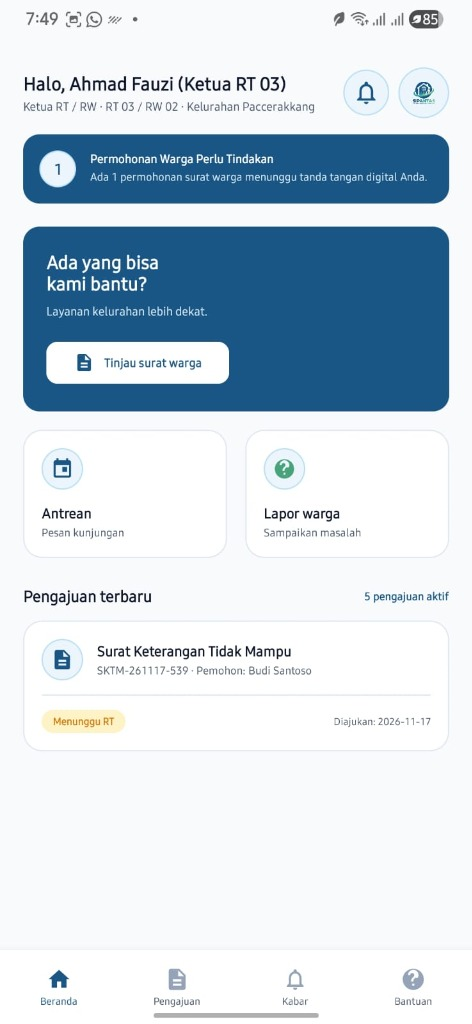 7:49
85
Halo, Ahmad Fauzi (Ketua RT 03)
Ketua RT / RW · RT 03 / RW 02 · Kelurahan Paccerakkang
SIPANTAS
1
Permohonan Warga Perlu Tindakan
Ada 1 permohonan surat warga menunggu tanda tangan digital Anda.
Ada yang bisa
kami bantu?
Layanan kelurahan lebih dekat.
Tinjau surat warga
Antrean
Pesan kunjungan
Lapor warga
Sampaikan masalah
Pengajuan terbaru
5 pengajuan aktif
Surat Keterangan Tidak Mampu
SKTM-261117-539 · Pemohon: Budi Santoso
Menunggu RT
Diajukan: 2026-11-17
Beranda
Pengajuan
Kabar
Bantuan